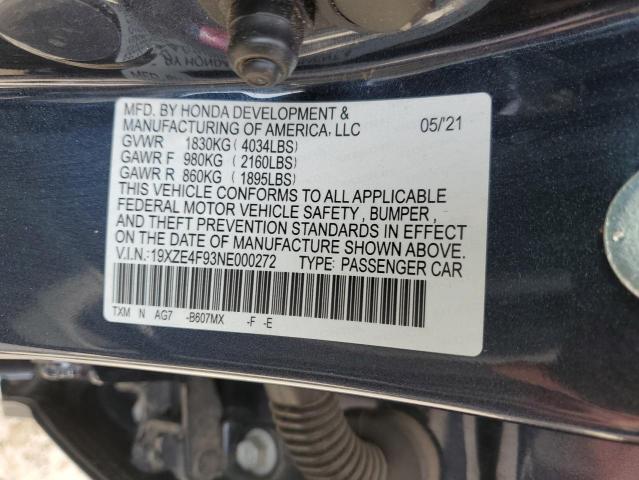 MFD. BY HONDA DEVELOPMENT &
MANUFACTURING OF AMERICA, LLC 05/'21
GVWR 1830KG ( 4034LBS)
GAWR F 980KG ( 2160LBS)
GAWR R 860KG ( 1895LBS)
THIS VEHICLE CONFORMS TO ALL APPLICABLE
FEDERAL MOTOR VEHICLE SAFETY , BUMPER ,
AND THEFT PREVENTION STANDARDS IN EFFECT
ON THE DATE OF MANUFACTURE SHOWN ABOVE.
V.I.N.: 19XZE4F93NE000272 TYPE: PASSENGER CAR
TXM N AG7 -B607MX -F -E